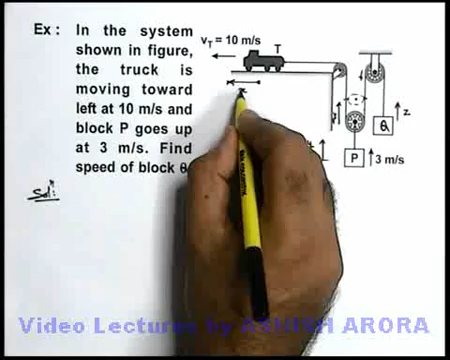 Ex : In the system
shown in figure,
the truck is
moving toward
left at 10 m/s and
block P goes up
at 3 m/s. Find
speed of block θ
Sol:
v_T = 10 m/s
T
x
θ
z
P
3 m/s
Video Lectures by ASHISH ARORA